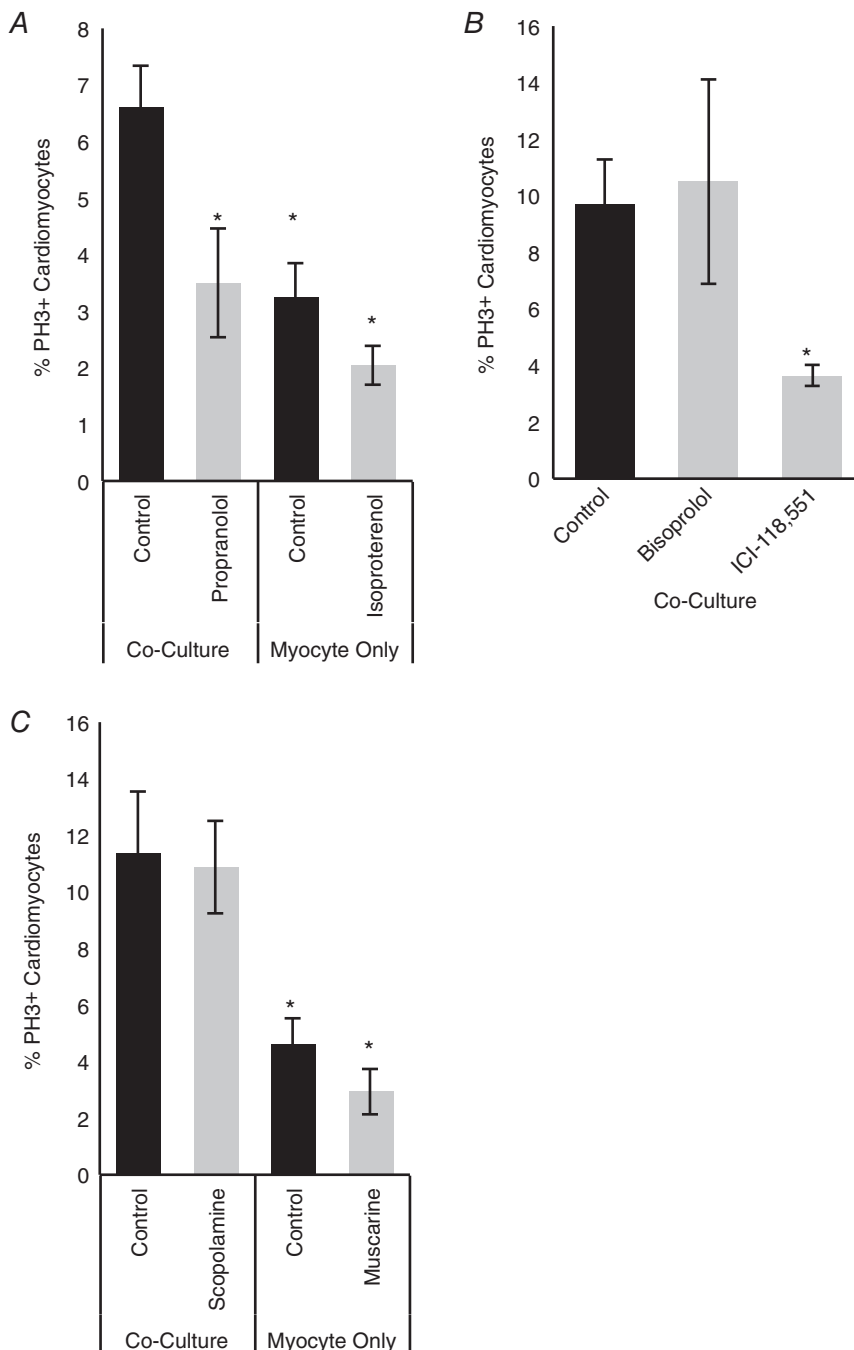 A
8
7
6
5
4
3
2
1
0
% PH3+ Cardiomyocytes
*
*
*
Control
Propranolol
Control
Isoproterenol
Co-Culture
Myocyte Only
B
16
14
12
10
8
6
4
2
0
% PH3+ Cardiomyocytes
*
Control
Bisoprolol
ICI-118,551
Co-Culture
C
16
14
12
10
8
6
4
2
0
% PH3+ Cardiomyocytes
*
*
Control
Scopolamine
Control
Muscarine
Co-Culture
Myocyte Only